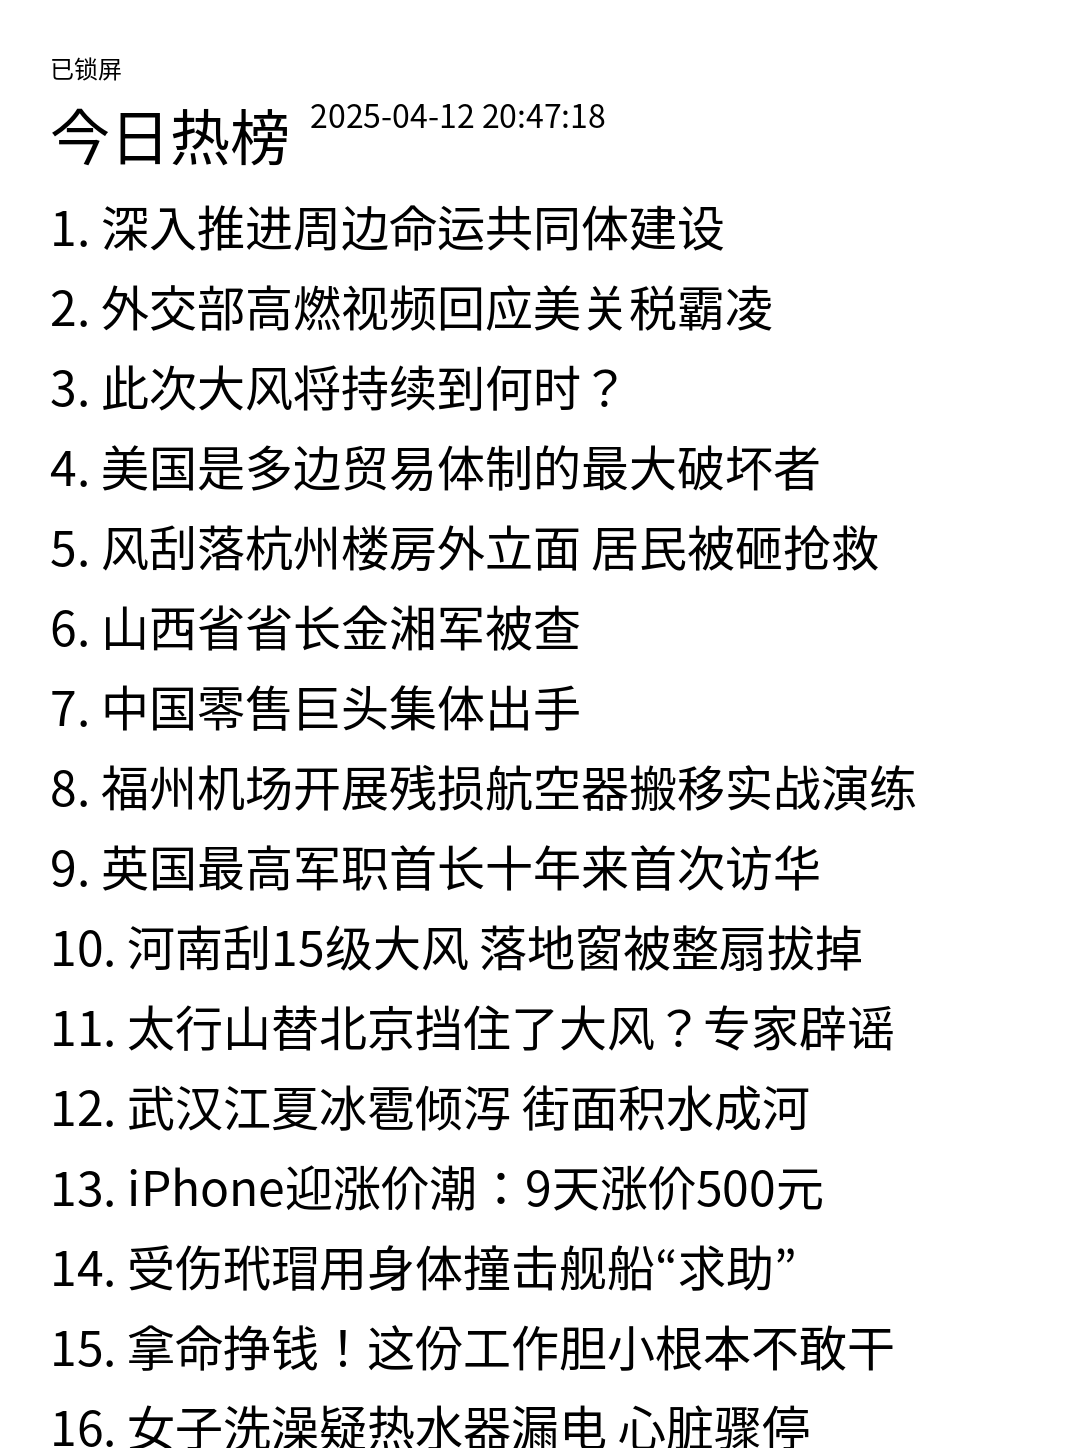 已锁屏
今日热榜 2025-04-12 20:47:18
1. 深入推进周边命运共同体建设
2. 外交部高燃视频回应美关税霸凌
3. 此次大风将持续到何时？
4. 美国是多边贸易体制的最大破坏者
5. 风刮落杭州楼房外立面 居民被砸抢救
6. 山西省省长金湘军被查
7. 中国零售巨头集体出手
8. 福州机场开展残损航空器搬移实战演练
9. 英国最高军职首长十年来首次访华
10. 河南刮15级大风 落地窗被整扇拔掉
11. 太行山替北京挡住了大风？专家辟谣
12. 武汉江夏冰雹倾泻 街面积水成河
13. iPhone迎涨价潮：9天涨价500元
14. 受伤玳瑁用身体撞击舰船“求助”
15. 拿命挣钱！这份工作胆小根本不敢干
16. 女子洗澡疑热水器漏电 心脏骤停